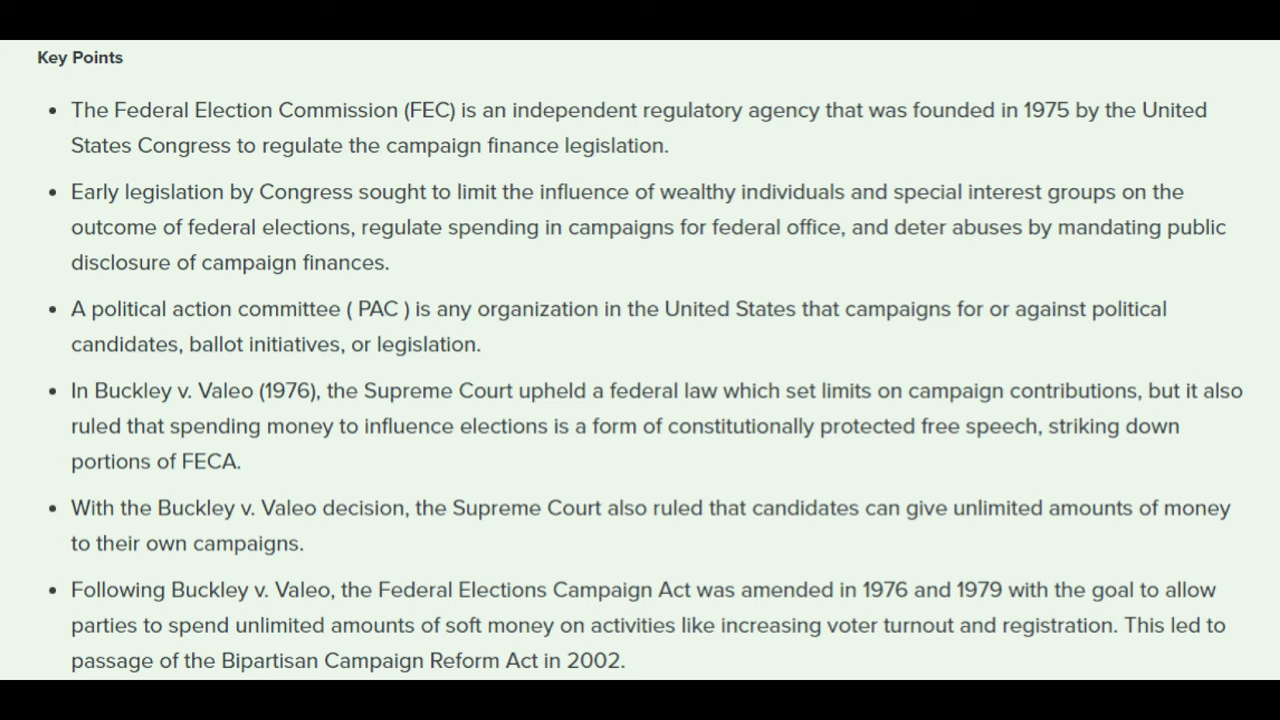 Key Points
• The Federal Election Commission (FEC) is an independent regulatory agency that was founded in 1975 by the United
States Congress to regulate the campaign finance legislation.
• Early legislation by Congress sought to limit the influence of wealthy individuals and special interest groups on the
outcome of federal elections, regulate spending in campaigns for federal office, and deter abuses by mandating public
disclosure of campaign finances.
• A political action committee ( PAC ) is any organization in the United States that campaigns for or against political
candidates, ballot initiatives, or legislation.
• In Buckley v. Valeo (1976), the Supreme Court upheld a federal law which set limits on campaign contributions, but it also
ruled that spending money to influence elections is a form of constitutionally protected free speech, striking down
portions of FECA.
• With the Buckley v. Valeo decision, the Supreme Court also ruled that candidates can give unlimited amounts of money
to their own campaigns.
• Following Buckley v. Valeo, the Federal Elections Campaign Act was amended in 1976 and 1979 with the goal to allow
parties to spend unlimited amounts of soft money on activities like increasing voter turnout and registration. This led to
passage of the Bipartisan Campaign Reform Act in 2002.